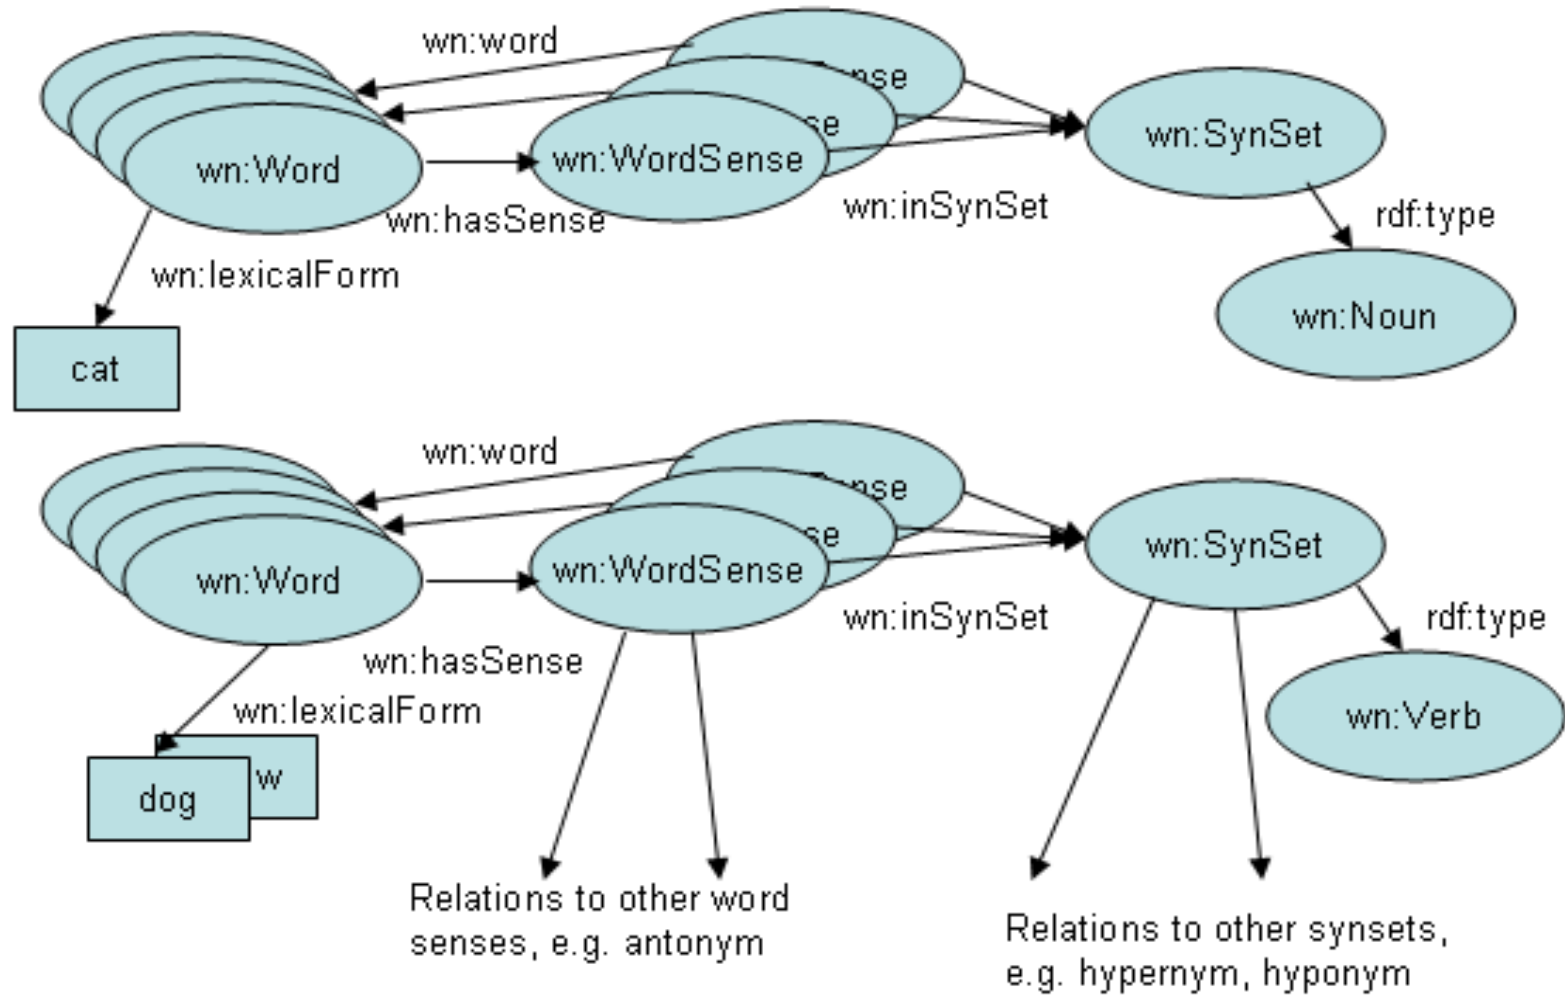 wn:word
wn:Word
wn:WordSense
wn:SynSet
wn:hasSense
wn:inSynSet
rdf:type
wn:lexicalForm
wn:Noun
cat
wn:word
wn:Word
wn:WordSense
wn:SynSet
wn:hasSense
wn:inSynSet
rdf:type
wn:lexicalForm
wn:Verb
dog
w
Relations to other word
senses, e.g. antonym
Relations to other synsets,
e.g. hypernym, hyponym